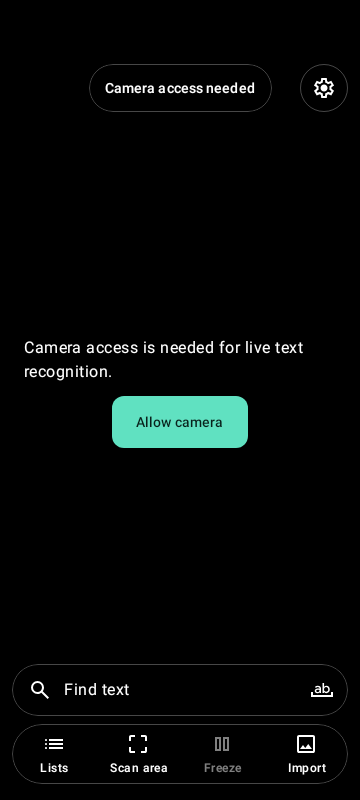 Camera access needed
Camera access is needed for live text
recognition.
Allow camera
Find text
ab
Lists
Scan area
Freeze
Import